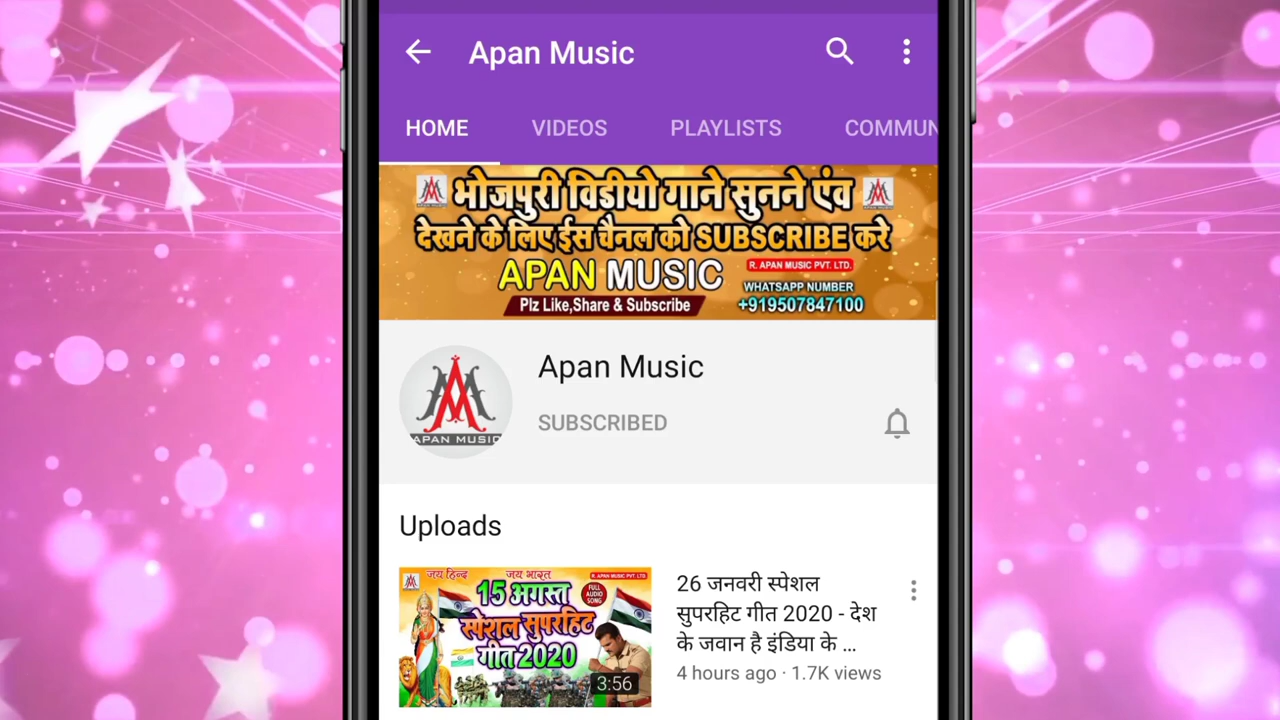 Apan Music
HOME VIDEOS PLAYLISTS COMMUN
भोजपुरी विडीयो गाने सुनने एंव
देखने के लिए ईस चैनल को SUBSCRIBE करे
APAN MUSIC
R. APAN MUSIC PVT. LTD.
WHATSAPP NUMBER
+919507847100
Plz Like,Share & Subscribe
APAN MUSIC
Apan Music
SUBSCRIBED
Uploads
जय हिन्द जय भारत
R. APAN MUSIC PVT. LTD
15 अगस्त
FULL
AUDIO
SONG
स्पेशल सुपरहिट
गीत 2020
3:56
26 जनवरी स्पेशल
सुपरहिट गीत 2020 - देश
के जवान है इंडिया के ...
4 hours ago · 1.7K views